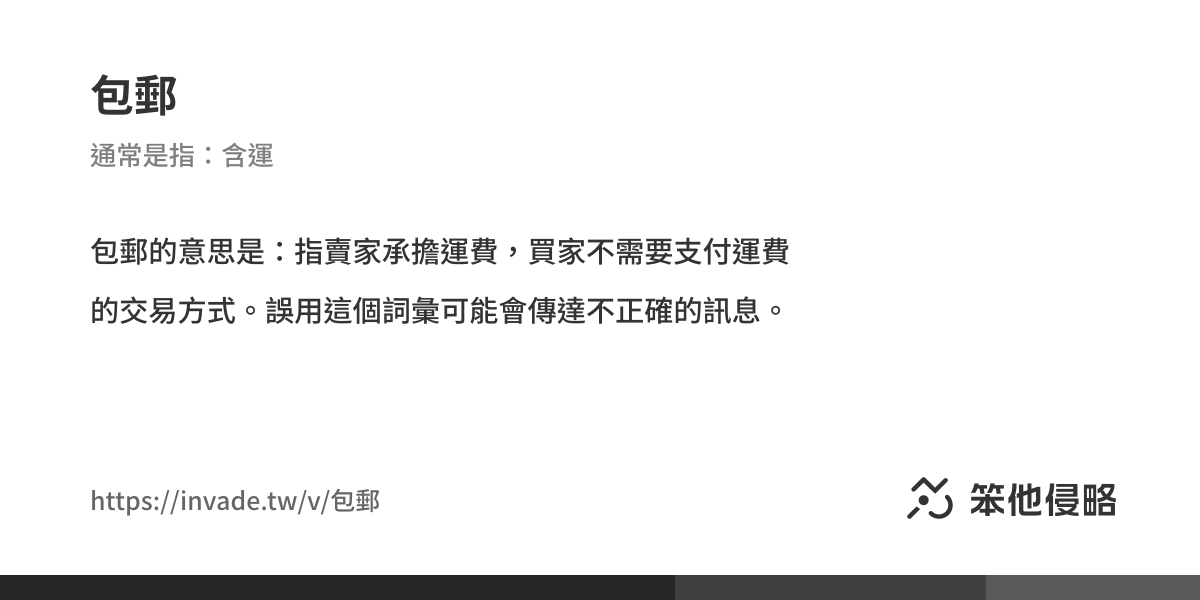 包郵
通常是指：含運
包郵的意思是：指賣家承擔運費，買家不需要支付運費
的交易方式。誤用這個詞彙可能會傳達不正確的訊息。
https://invade.tw/v/包郵
笨他侵略